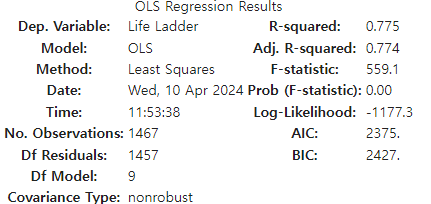 OLS Regression Results
Dep. Variable: Life Ladder R-squared: 0.775
Model: OLS Adj. R-squared: 0.774
Method: Least Squares F-statistic: 559.1
Date: Wed, 10 Apr 2024 Prob (F-statistic): 0.00
Time: 11:53:38 Log-Likelihood: -1177.3
No. Observations: 1467 AIC: 2375.
Df Residuals: 1457 BIC: 2427.
Df Model: 9
Covariance Type: nonrobust